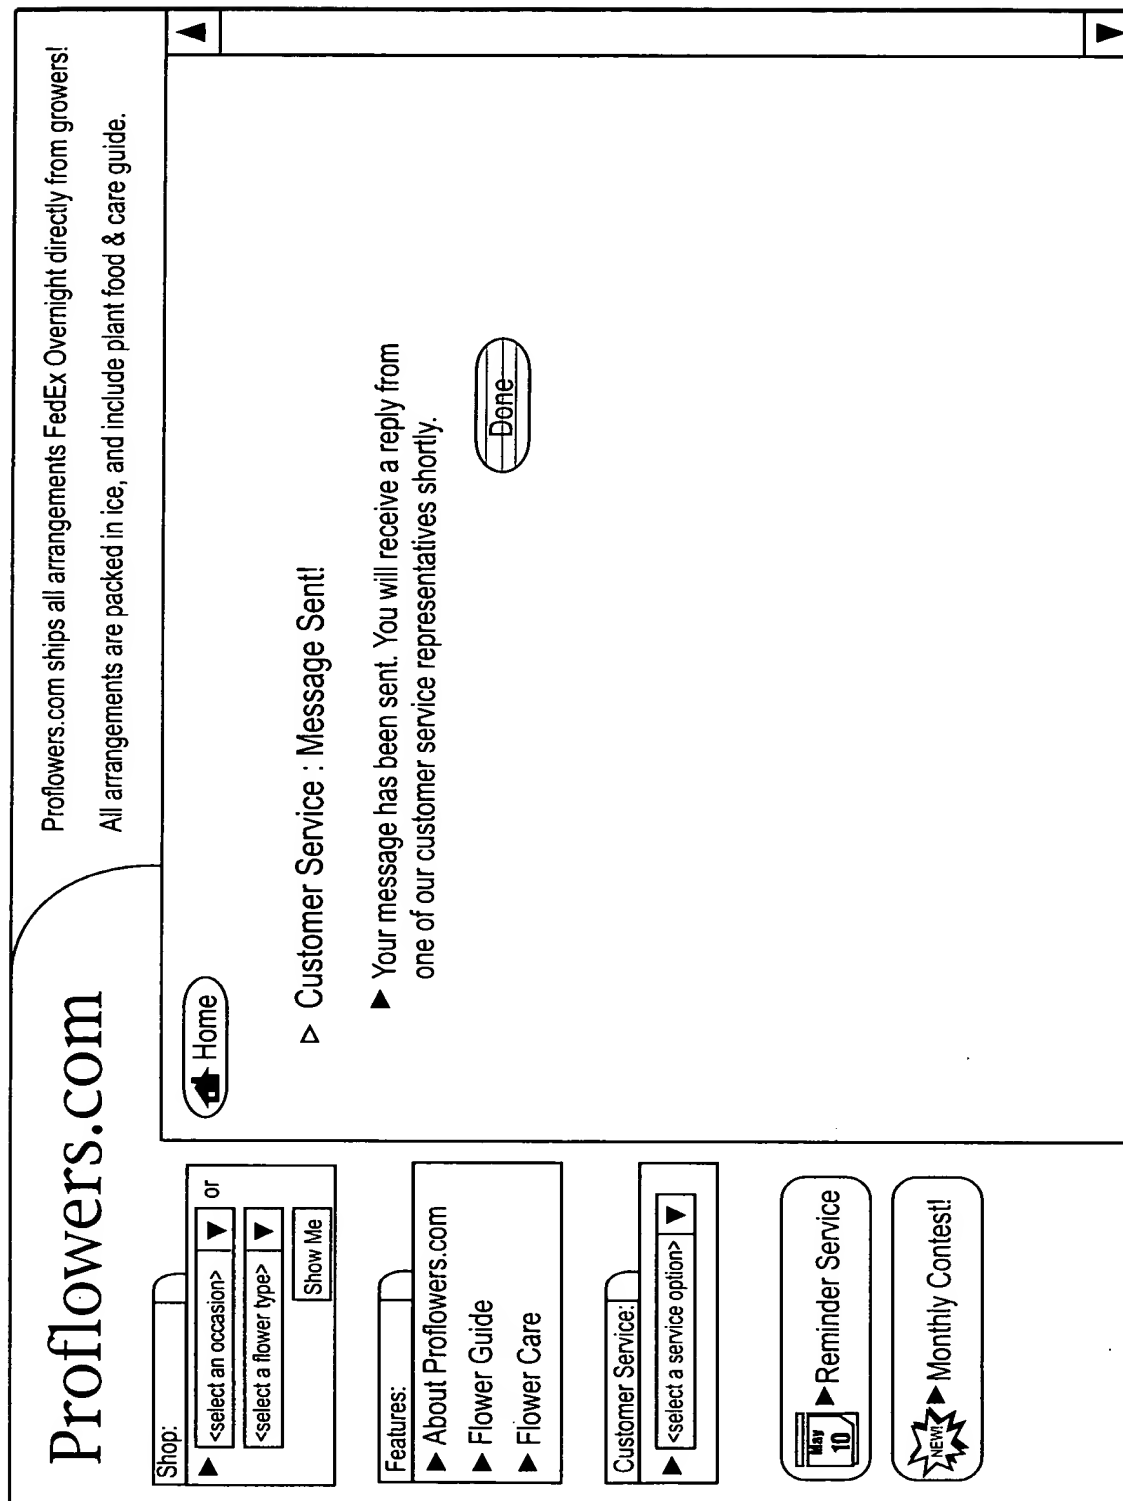 Proflowers.com
Proflowers.com ships all arrangements FedEx Overnight directly from growers!
All arrangements are packed in ice, and include plant food & care guide.
Shop:
<select an occasion> or
<select a flower type>
Show Me
Features:
About Proflowers.com
Flower Guide
Flower Care
Customer Service:
<select a service option>
May
10
Reminder Service
NEW!
Monthly Contest!
Home
Customer Service : Message Sent!
Your message has been sent. You will receive a reply from
one of our customer service representatives shortly.
Done